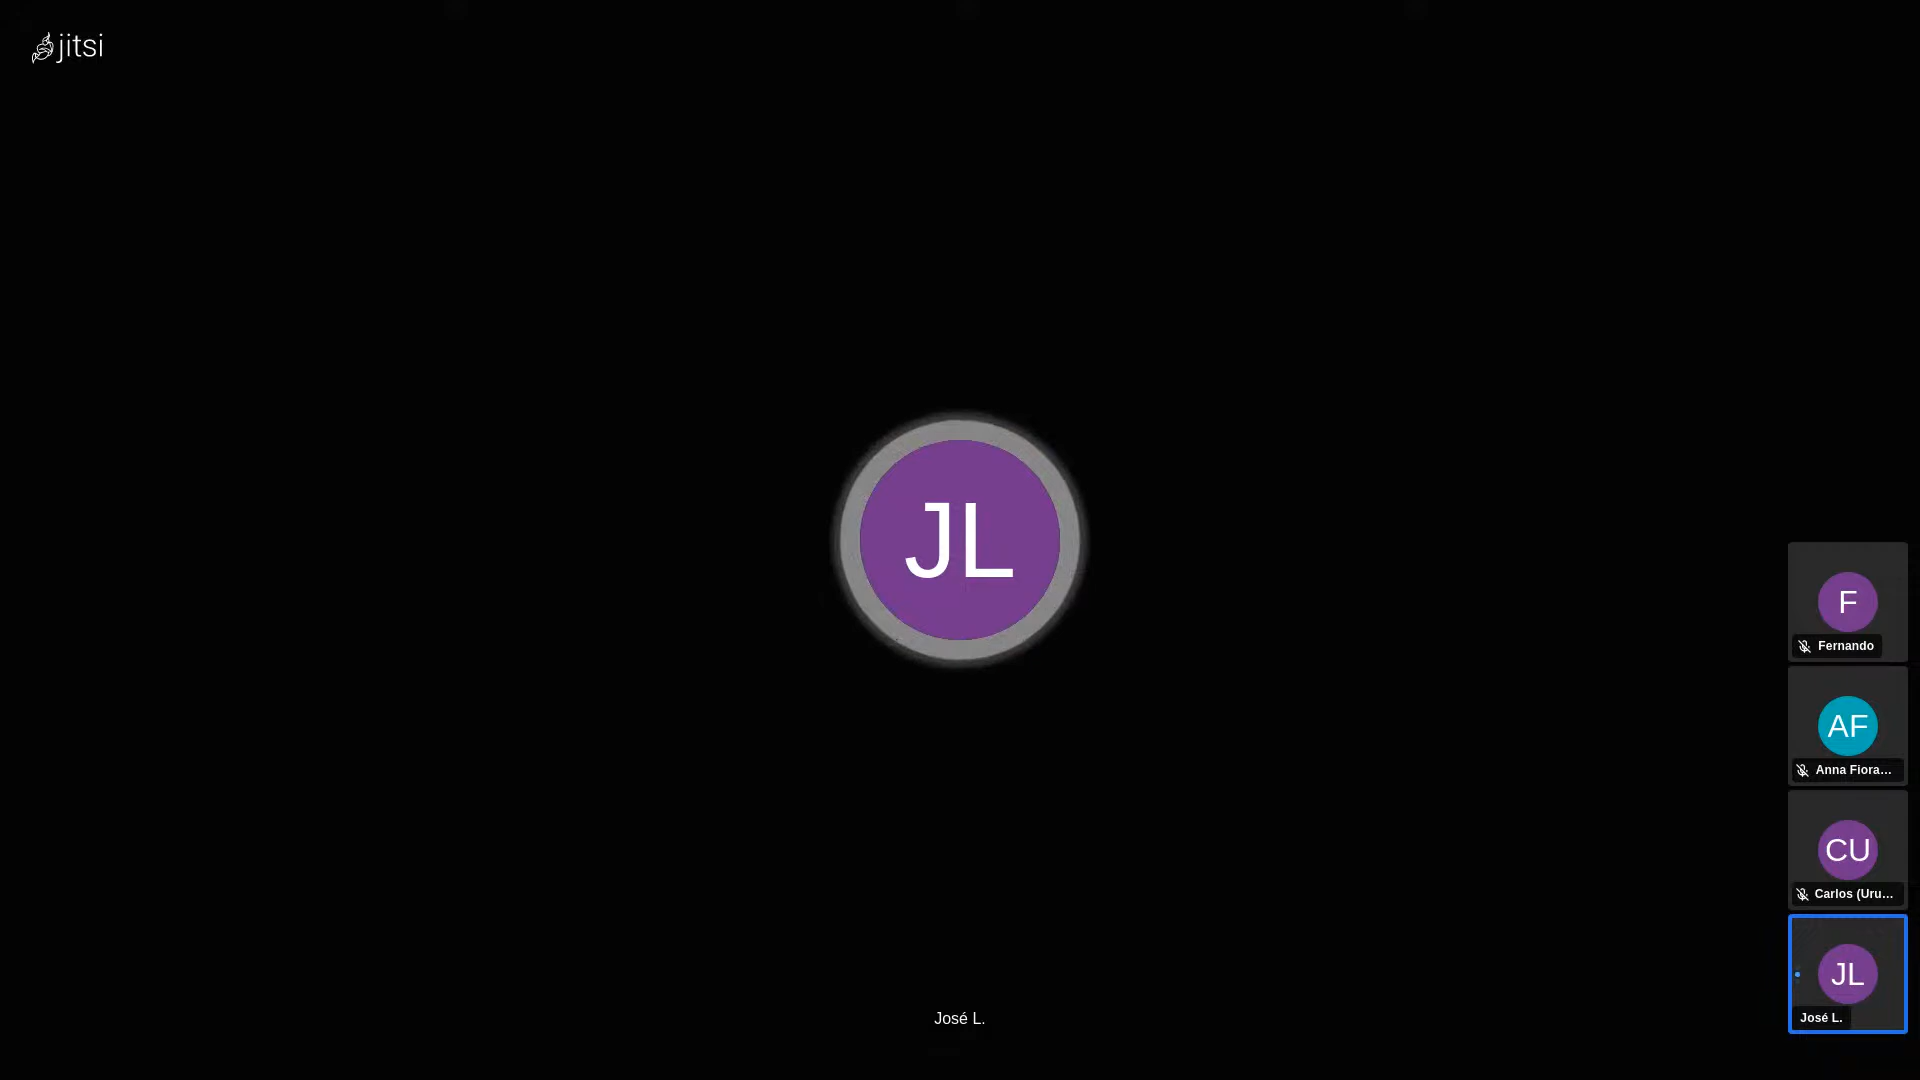 jitsi
JL
José L.
F
Fernando
AF
Anna Fiora...
CU
Carlos (Uru...
JL
José L.